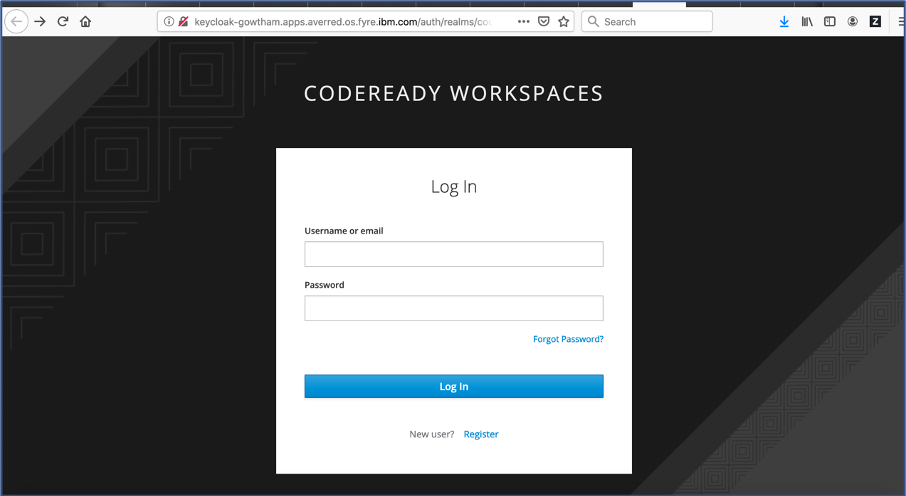 keycloak-gowtham.apps.averred.os.fyre.ibm.com/auth/realms/co
Search
Z
CODEREADY WORKSPACES
Log In
Username or email
Password
Forgot Password?
Log In
New user? Register